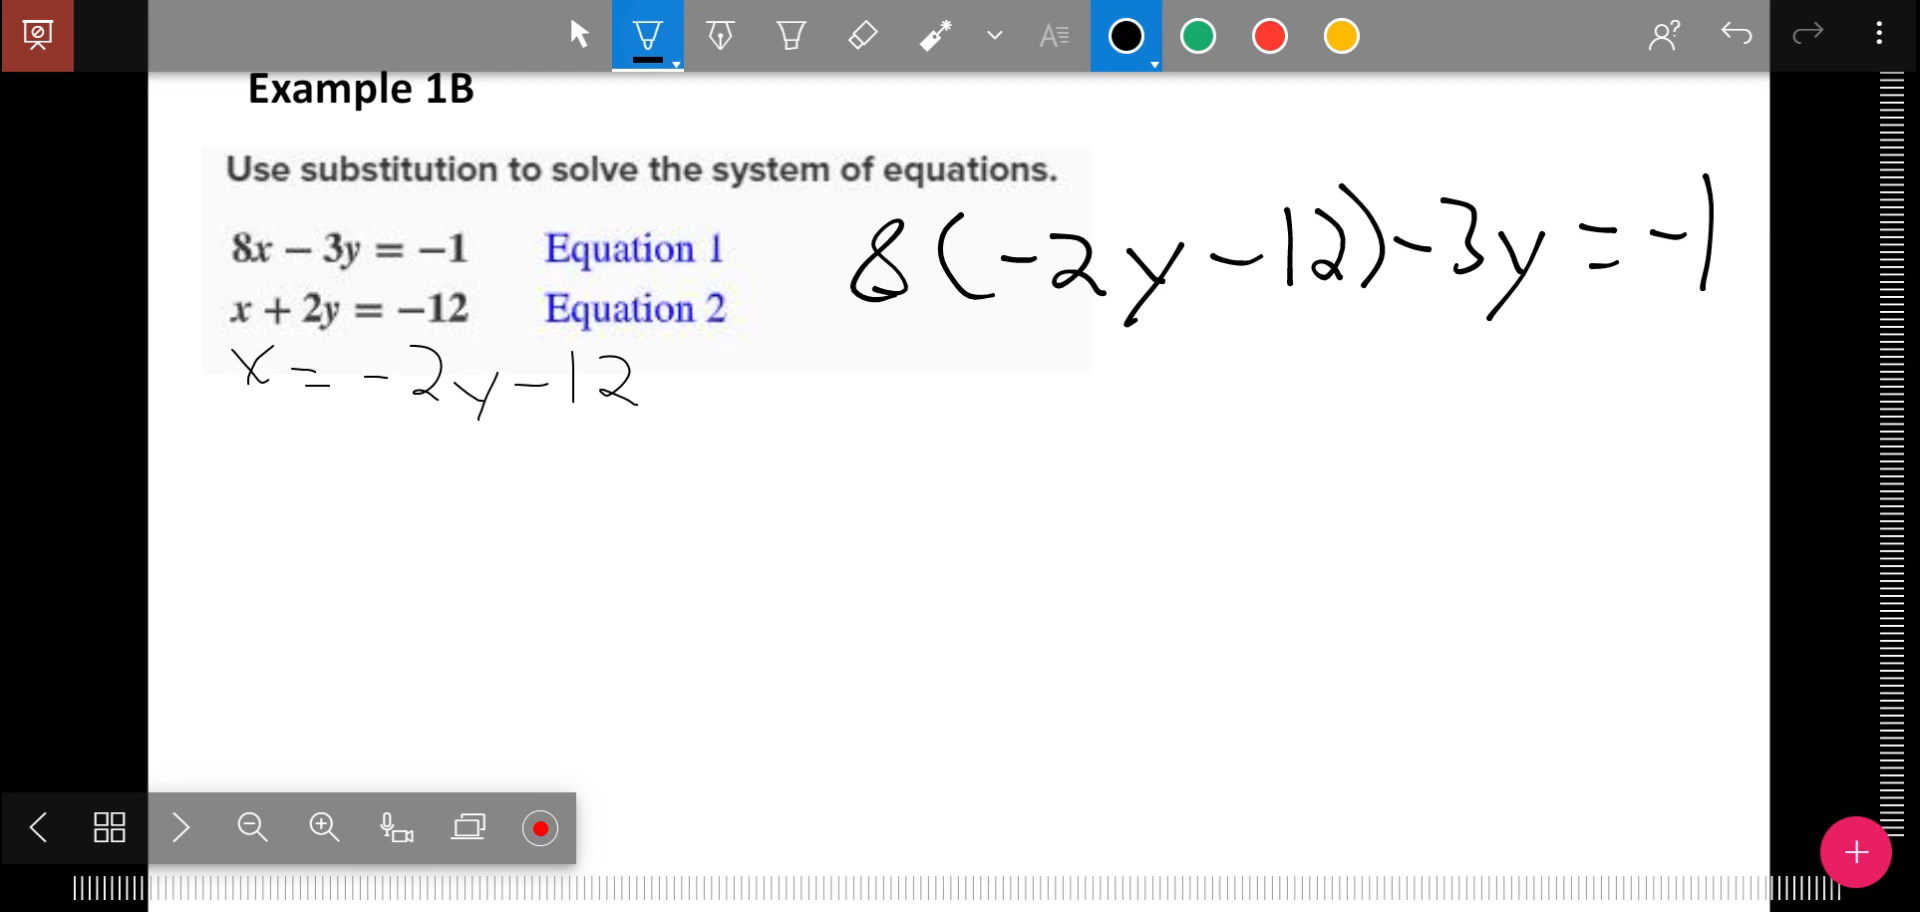 Example 1B
Use substitution to solve the system of equations.
8x − 3y = −1 Equation 1
x + 2y = −12 Equation 2
x = -2y - 12
8(-2y - 12) - 3y = -1